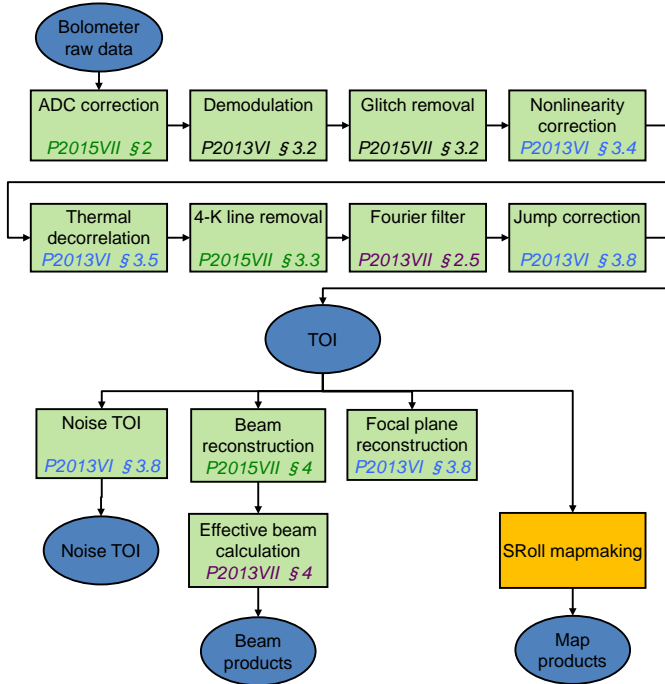 Bolometer
raw data
ADC correction
P2015VII § 2
Demodulation
P2013VI § 3.2
Glitch removal
P2015VII § 3.2
Nonlinearity
correction
P2013VI § 3.4
Thermal
decorrelation
P2013VI § 3.5
4-K line removal
P2015VII § 3.3
Fourier filter
P2013VII § 2.5
Jump correction
P2013VI § 3.8
TOI
Noise TOI
P2013VI § 3.8
Beam
reconstruction
P2015VII § 4
Focal plane
reconstruction
P2013VI § 3.8
Noise TOI
Effective beam
calculation
P2013VII § 4
SRoll mapmaking
Beam
products
Map
products